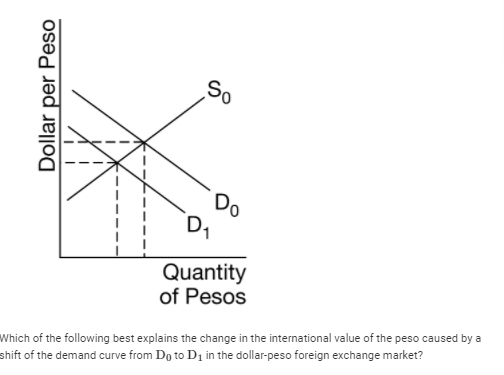 Dollar per Peso
S₀
D₀
D₁
Quantity
of Pesos
Which of the following best explains the change in the international value of the peso caused by a
shift of the demand curve from D₀ to D₁ in the dollar-peso foreign exchange market?